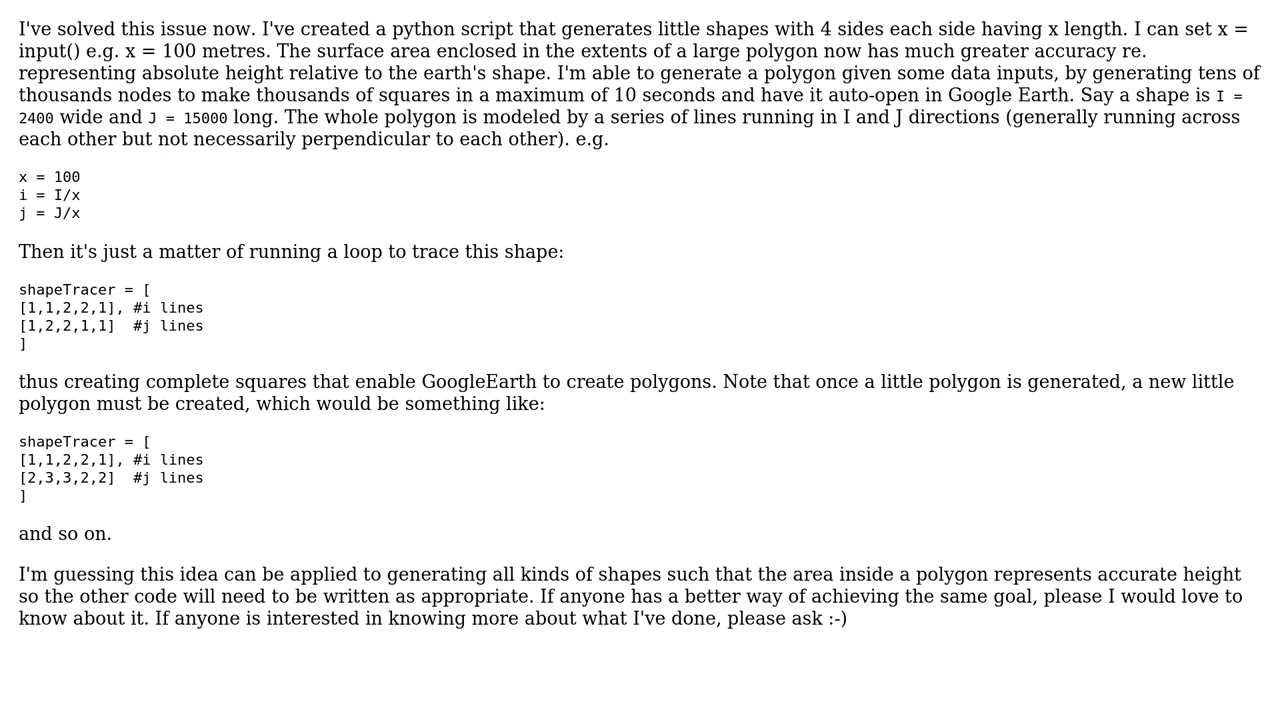 I've solved this issue now. I've created a python script that generates little shapes with 4 sides each side having x length. I can set x =
input() e.g. x = 100 metres. The surface area enclosed in the extents of a large polygon now has much greater accuracy re.
representing absolute height relative to the earth's shape. I'm able to generate a polygon given some data inputs, by generating tens of
thousands nodes to make thousands of squares in a maximum of 10 seconds and have it auto-open in Google Earth. Say a shape is I =
2400 wide and J = 15000 long. The whole polygon is modeled by a series of lines running in I and J directions (generally running across
each other but not necessarily perpendicular to each other). e.g.
x = 100
i = I/x
j = J/x
Then it's just a matter of running a loop to trace this shape:
shapeTracer = [
[1,1,2,2,1], #i lines
[1,2,2,1,1]  #j lines
]
thus creating complete squares that enable GoogleEarth to create polygons. Note that once a little polygon is generated, a new little
polygon must be created, which would be something like:
shapeTracer = [
[1,1,2,2,1], #i lines
[2,3,3,2,2]  #j lines
]
and so on.
I'm guessing this idea can be applied to generating all kinds of shapes such that the area inside a polygon represents accurate height
so the other code will need to be written as appropriate. If anyone has a better way of achieving the same goal, please I would love to
know about it. If anyone is interested in knowing more about what I've done, please ask :-)